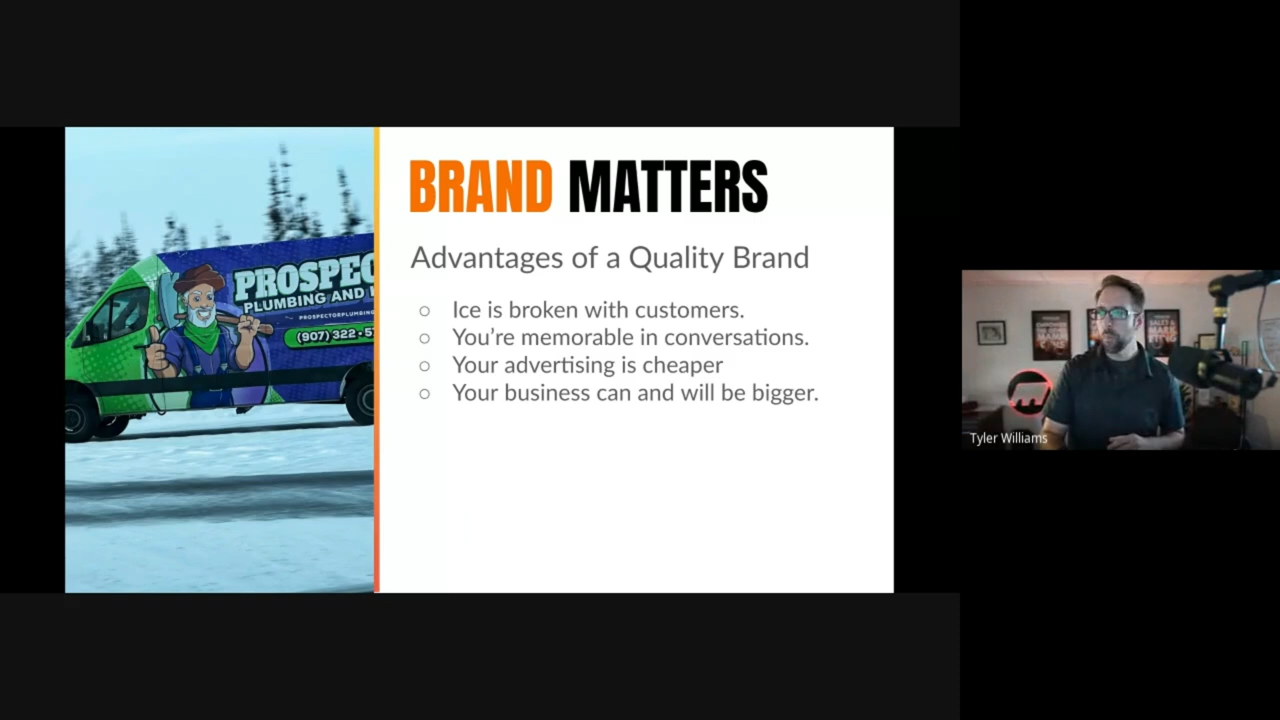 BRAND MATTERS
Advantages of a Quality Brand
○ Ice is broken with customers.
○ You're memorable in conversations.
○ Your advertising is cheaper
○ Your business can and will be bigger.
PROSPEC
PLUMBING AND
PROSPECTORPLUMBING
(907) 322-5
Tyler Williams